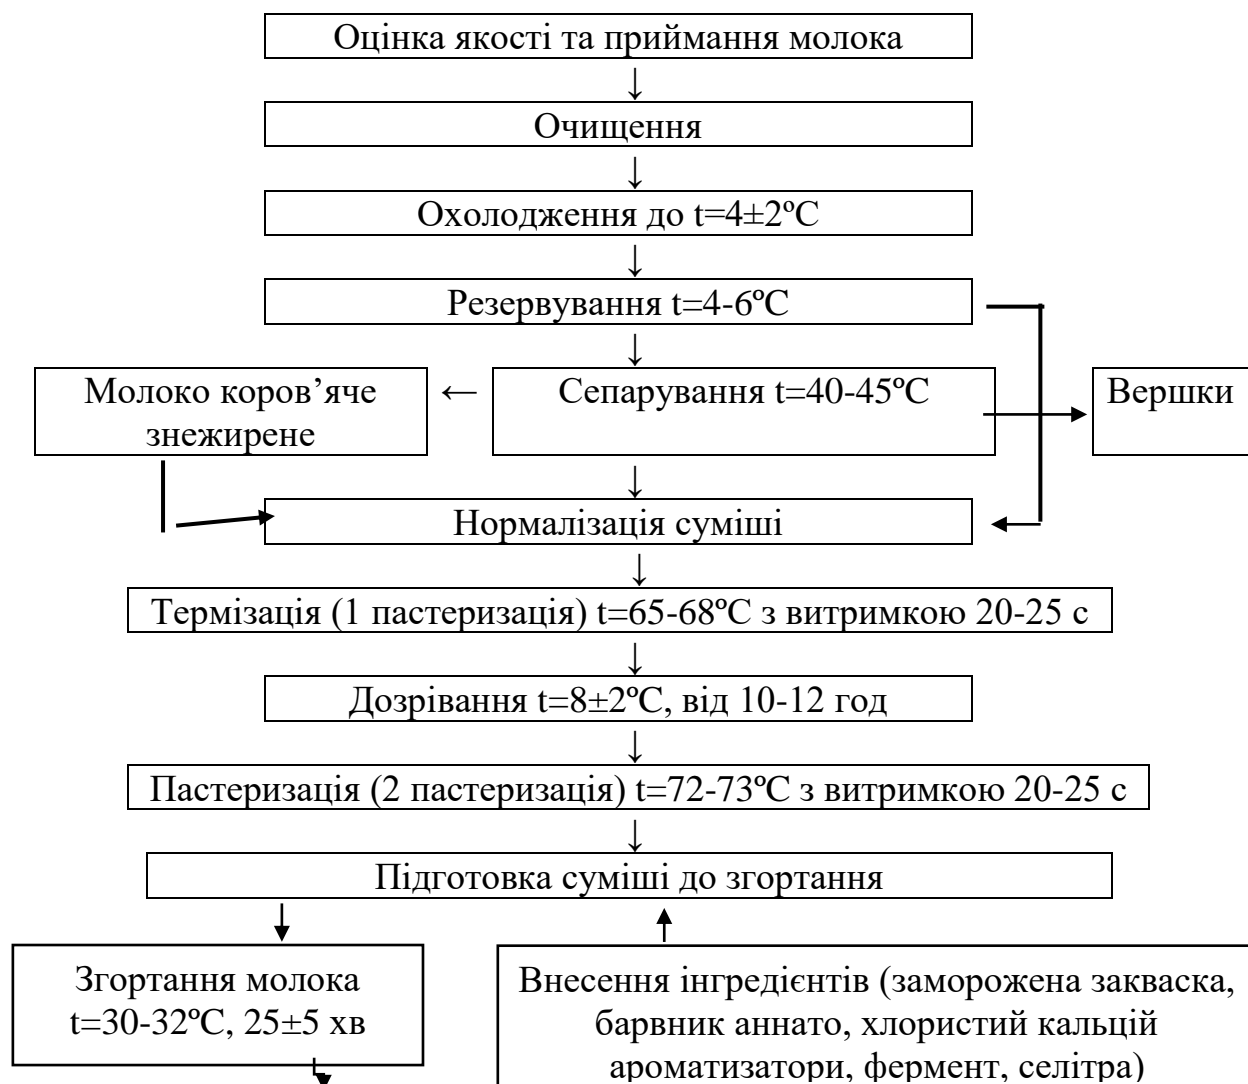 Оцінка якості та приймання молока
↓
Очищення
↓
Охолодження до t=4±2ºС
↓
Резервування t=4-6ºС
↓
Молоко коров’яче
знежирене
←
Сепарування t=40-45ºС
Вершки
↓
Нормалізація суміші
↓
Термізація (1 пастеризація) t=65-68ºС з витримкою 20-25 с
↓
Дозрівання t=8±2ºС, від 10-12 год
↓
Пастеризація (2 пастеризація) t=72-73ºС з витримкою 20-25 с
↓
Підготовка суміші до згортання
Згортання молока
t=30-32ºС, 25±5 хв
Внесення інгредієнтів (заморожена закваска,
барвник аннато, хлористий кальцій
ароматизатори, фермент, селітра)